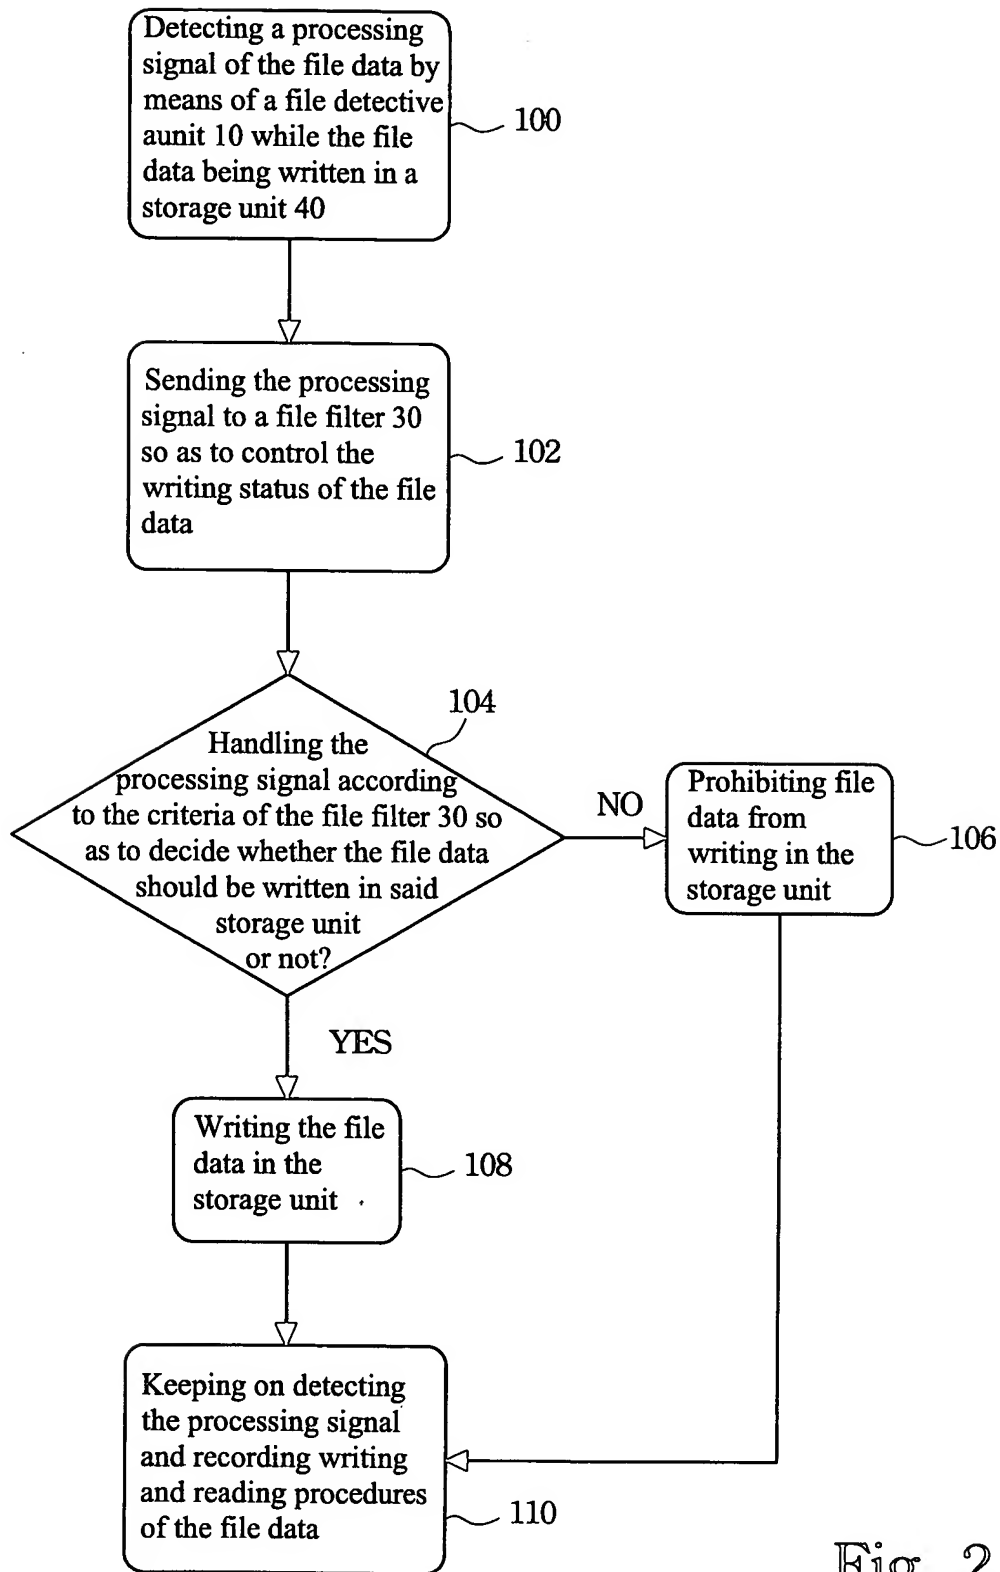 Detecting a processing
signal of the file data by
means of a file detective
aunit 10 while the file
data being written in a
storage unit 40
100
Sending the processing
signal to a file filter 30
so as to control the
writing status of the file
data
102
104
Handling the
processing signal according
to the criteria of the file filter 30 so
as to decide whether the file data
should be written in said
storage unit
or not?
NO
Prohibiting file
data from
writing in the
storage unit
106
YES
Writing the file
data in the
storage unit
108
Keeping on detecting
the processing signal
and recording writing
and reading procedures
of the file data
110
Fig. 2